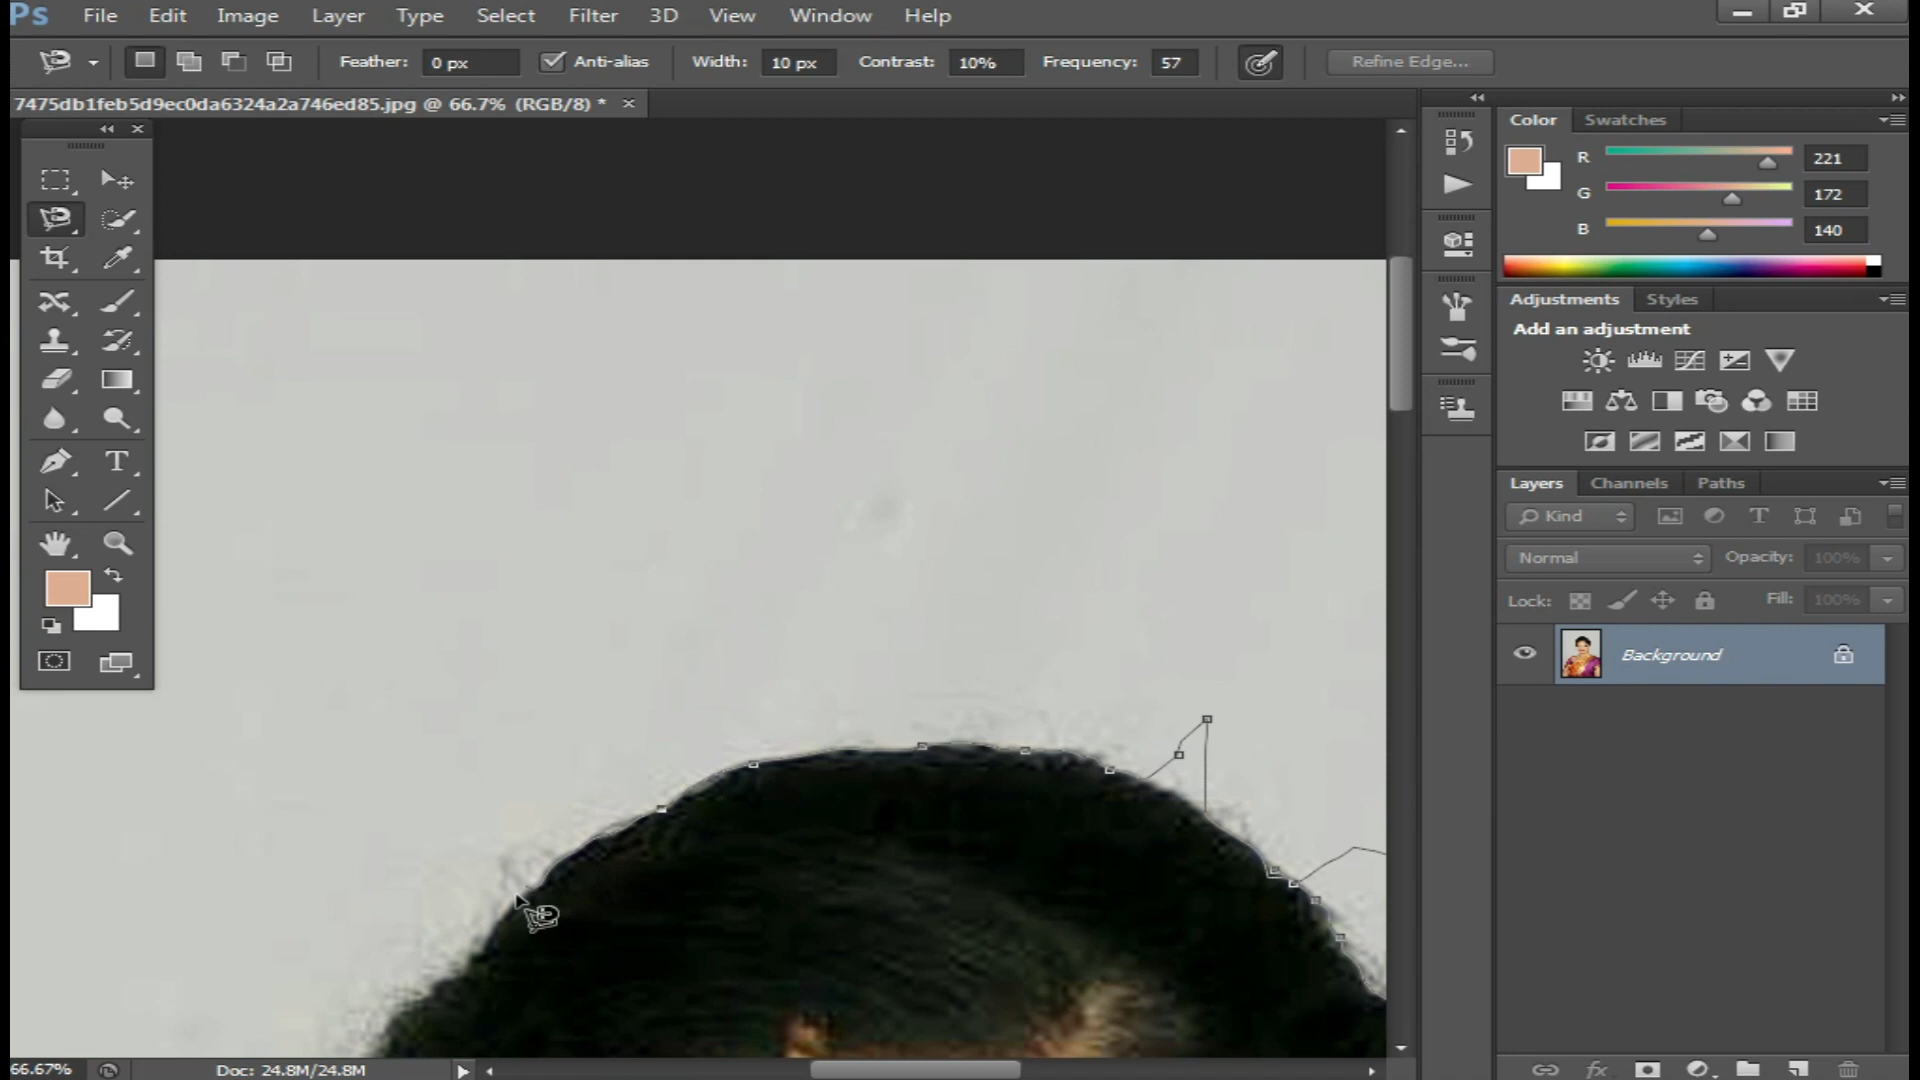 Ps File Edit Image Layer Type Select Filter 3D View Window Help
Feather: 0 px Anti-alias Width: 10 px Contrast: 10% Frequency: 57 Refine Edge...
7475db1feb5d9ec0da6324a2a746ed85.jpg @ 66.7% (RGB/8) *
Color Swatches
R 221
G 172
B 140
Adjustments Styles
Add an adjustment
Layers Channels Paths
Kind
Normal Opacity: 100%
Lock: Fill: 100%
Background
66.67% Doc: 24.8M/24.8M